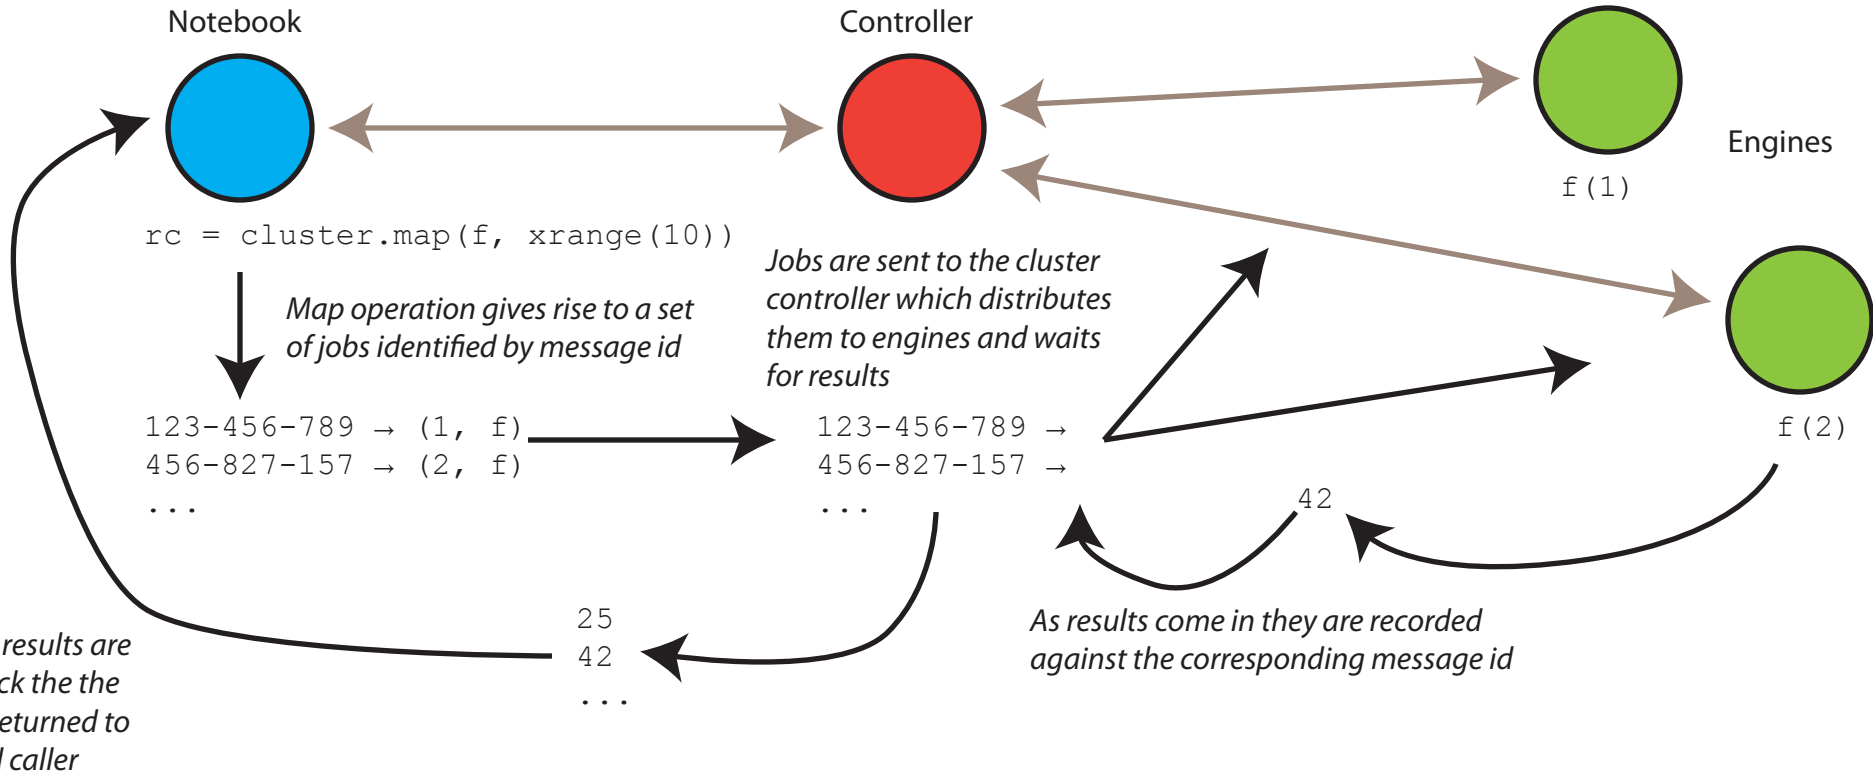 Notebook
Controller
Engines
f(1)
rc = cluster.map(f, xrange(10))
Map operation gives rise to a set
of jobs identified by message id
Jobs are sent to the cluster
controller which distributes
them to engines and waits
for results
123-456-789 → (1, f)
456-827-157 → (2, f)
...
123-456-789 →
456-827-157 →
...
f(2)
42
As results come in they are recorded
against the corresponding message id
25
42
...
results are
the the
to
caller